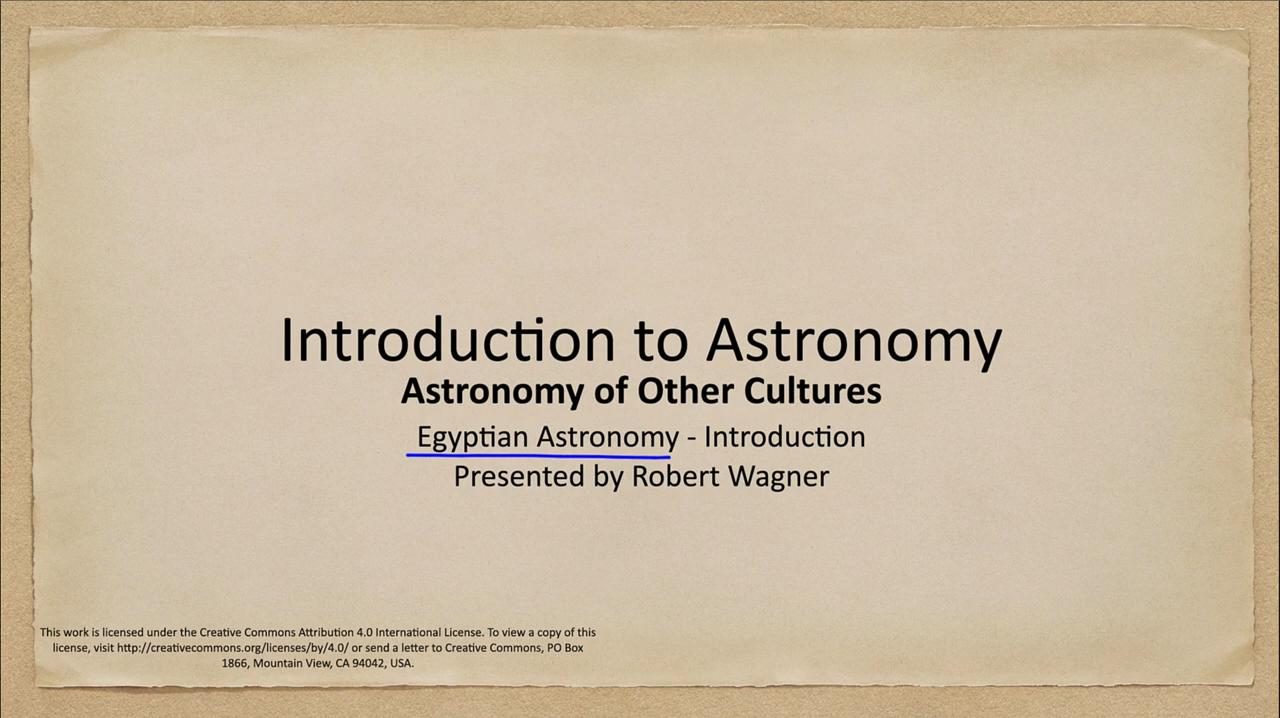 Introduction to Astronomy
Astronomy of Other Cultures
Egyptian Astronomy - Introduction
Presented by Robert Wagner
This work is licensed under the Creative Commons Attribution 4.0 International License. To view a copy of this
license, visit http://creativecommons.org/licenses/by/4.0/ or send a letter to Creative Commons, PO Box
1866, Mountain View, CA 94042, USA.